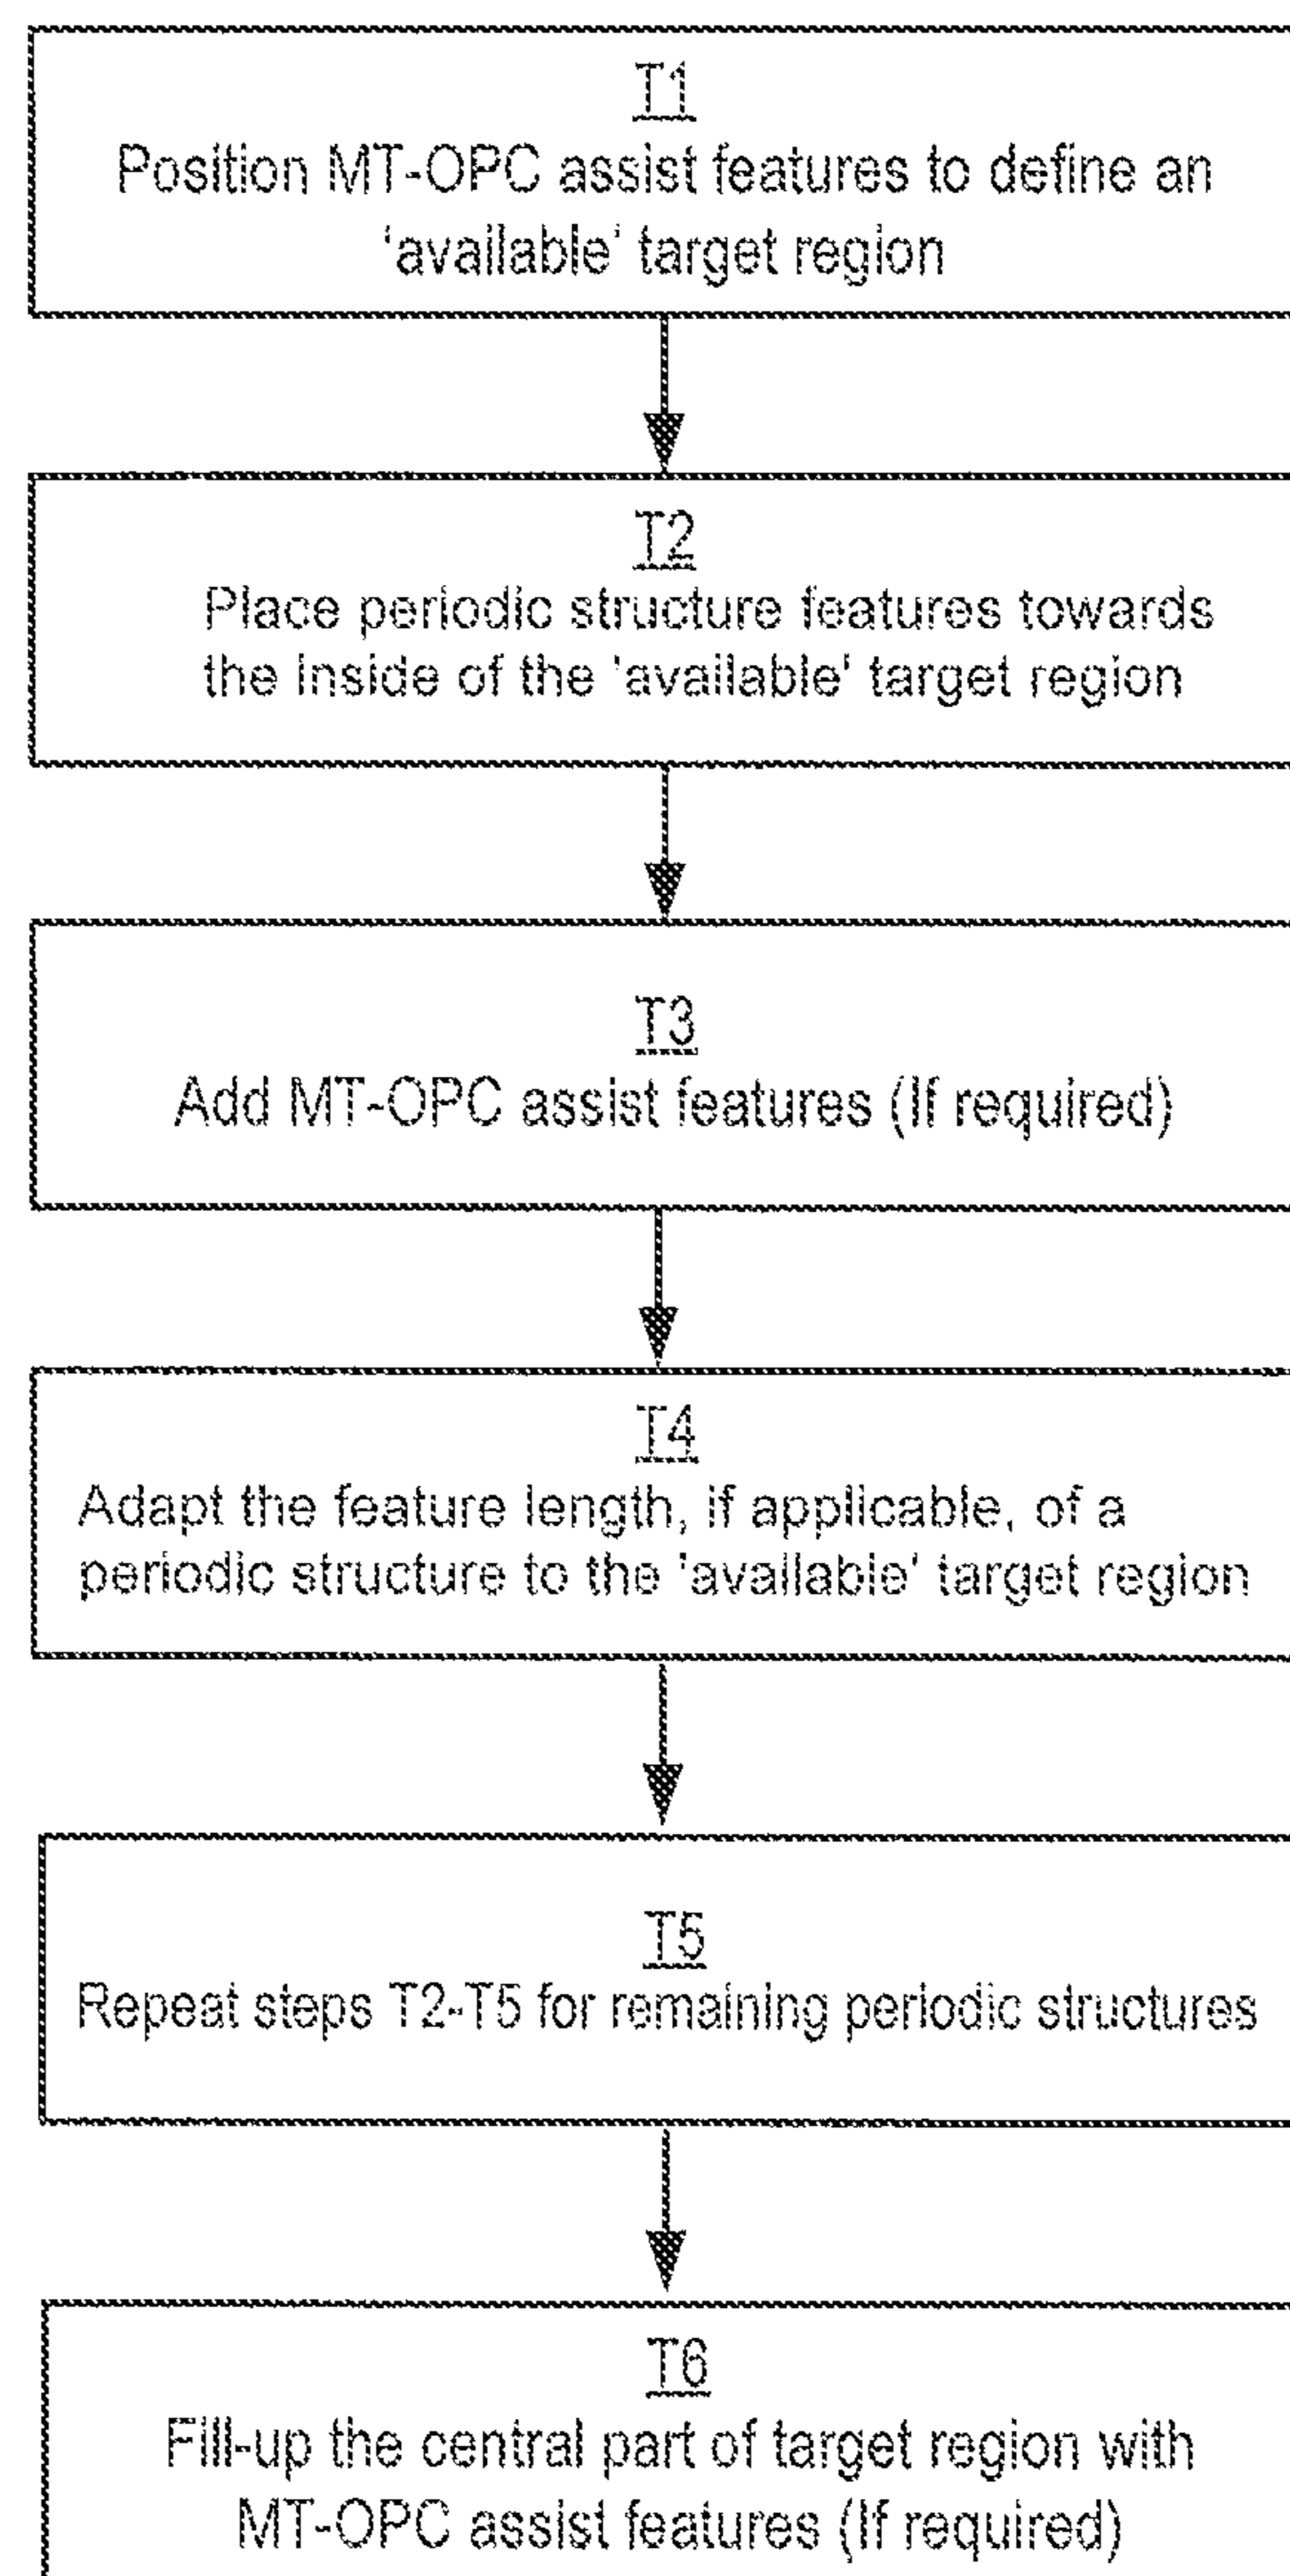 T1
Position MT-OPC assist features to define an
'available' target region
T2
Place periodic structure features towards
the inside of the 'available' target region
T3
Add MT-OPC assist features (If required)
T4
Adapt the feature length, if applicable, of a
periodic structure to the 'available' target region
T5
Repeat steps T2-T5 for remaining periodic structures
T6
Fill-up the central part of target region with
MT-OPC assist features (If required)